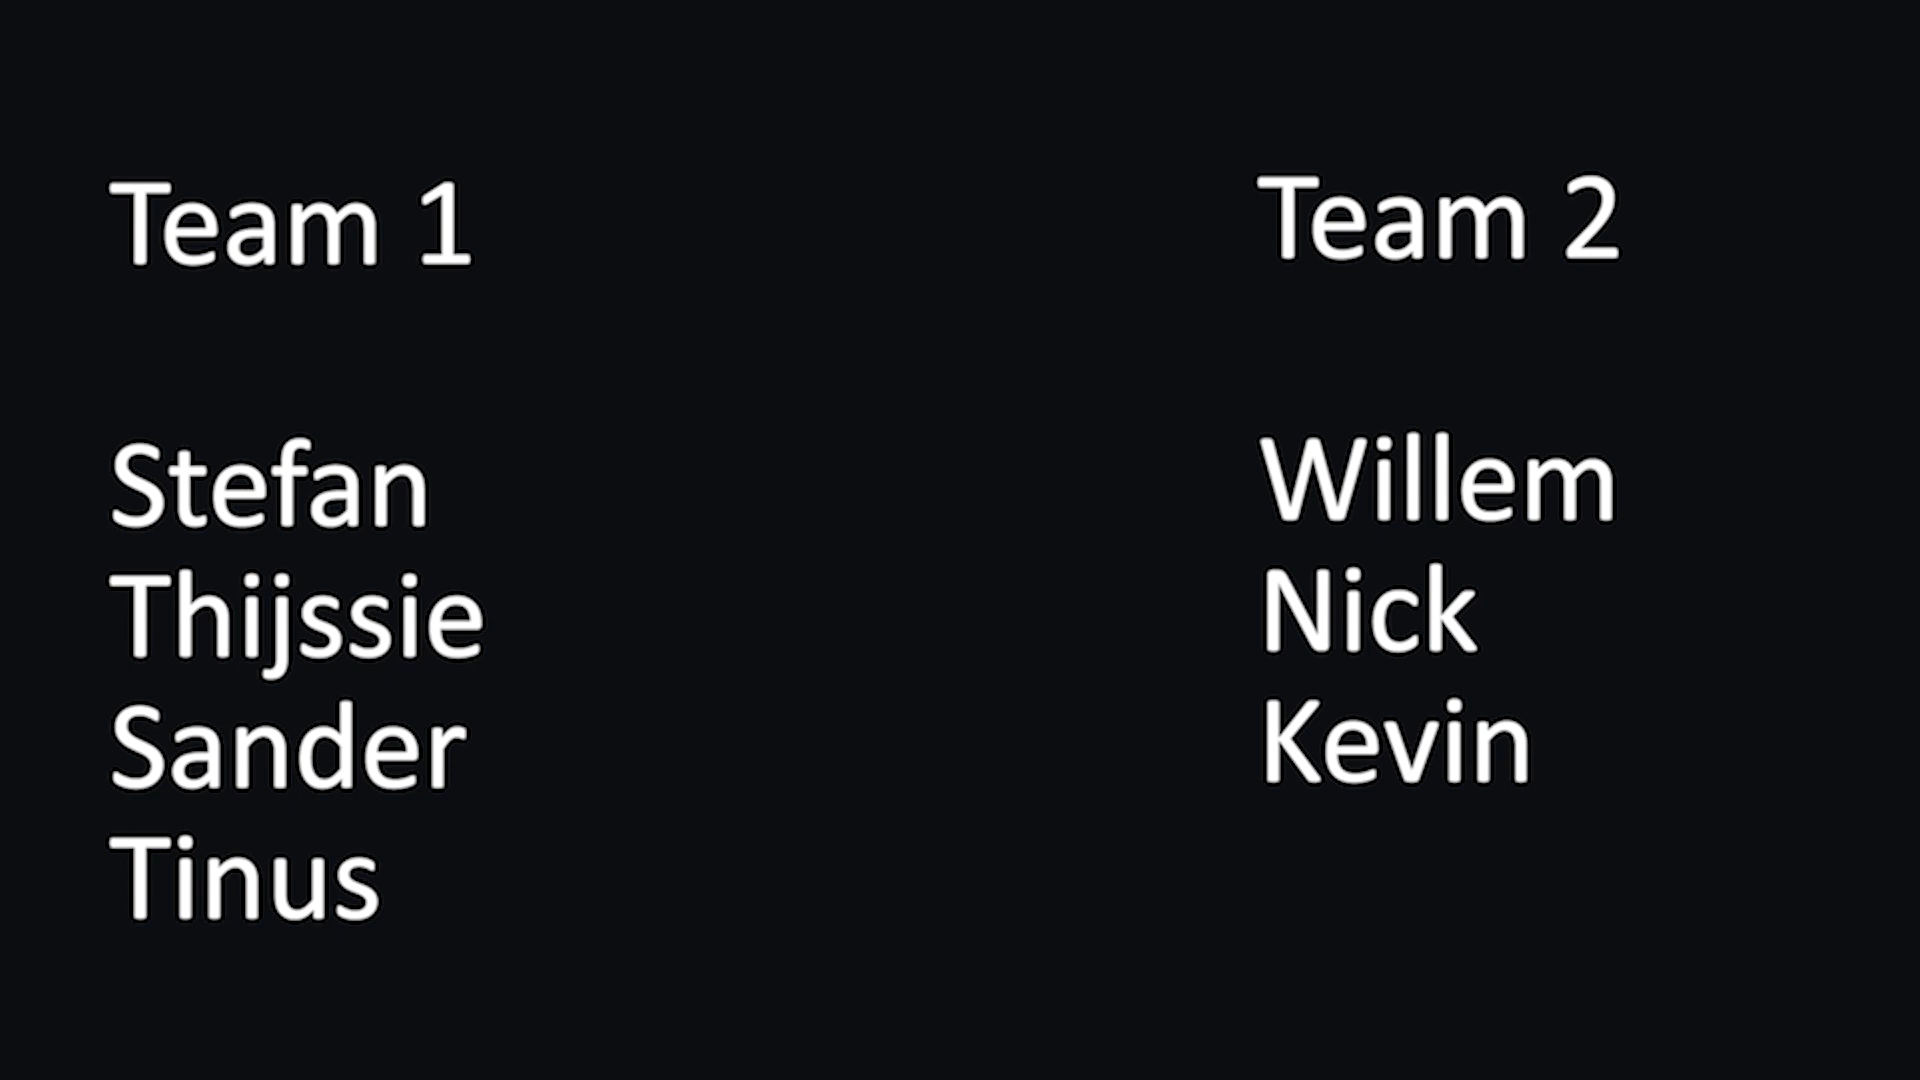 Team 1
Stefan
Thijssie
Sander
Tinus
Team 2
Willem
Nick
Kevin